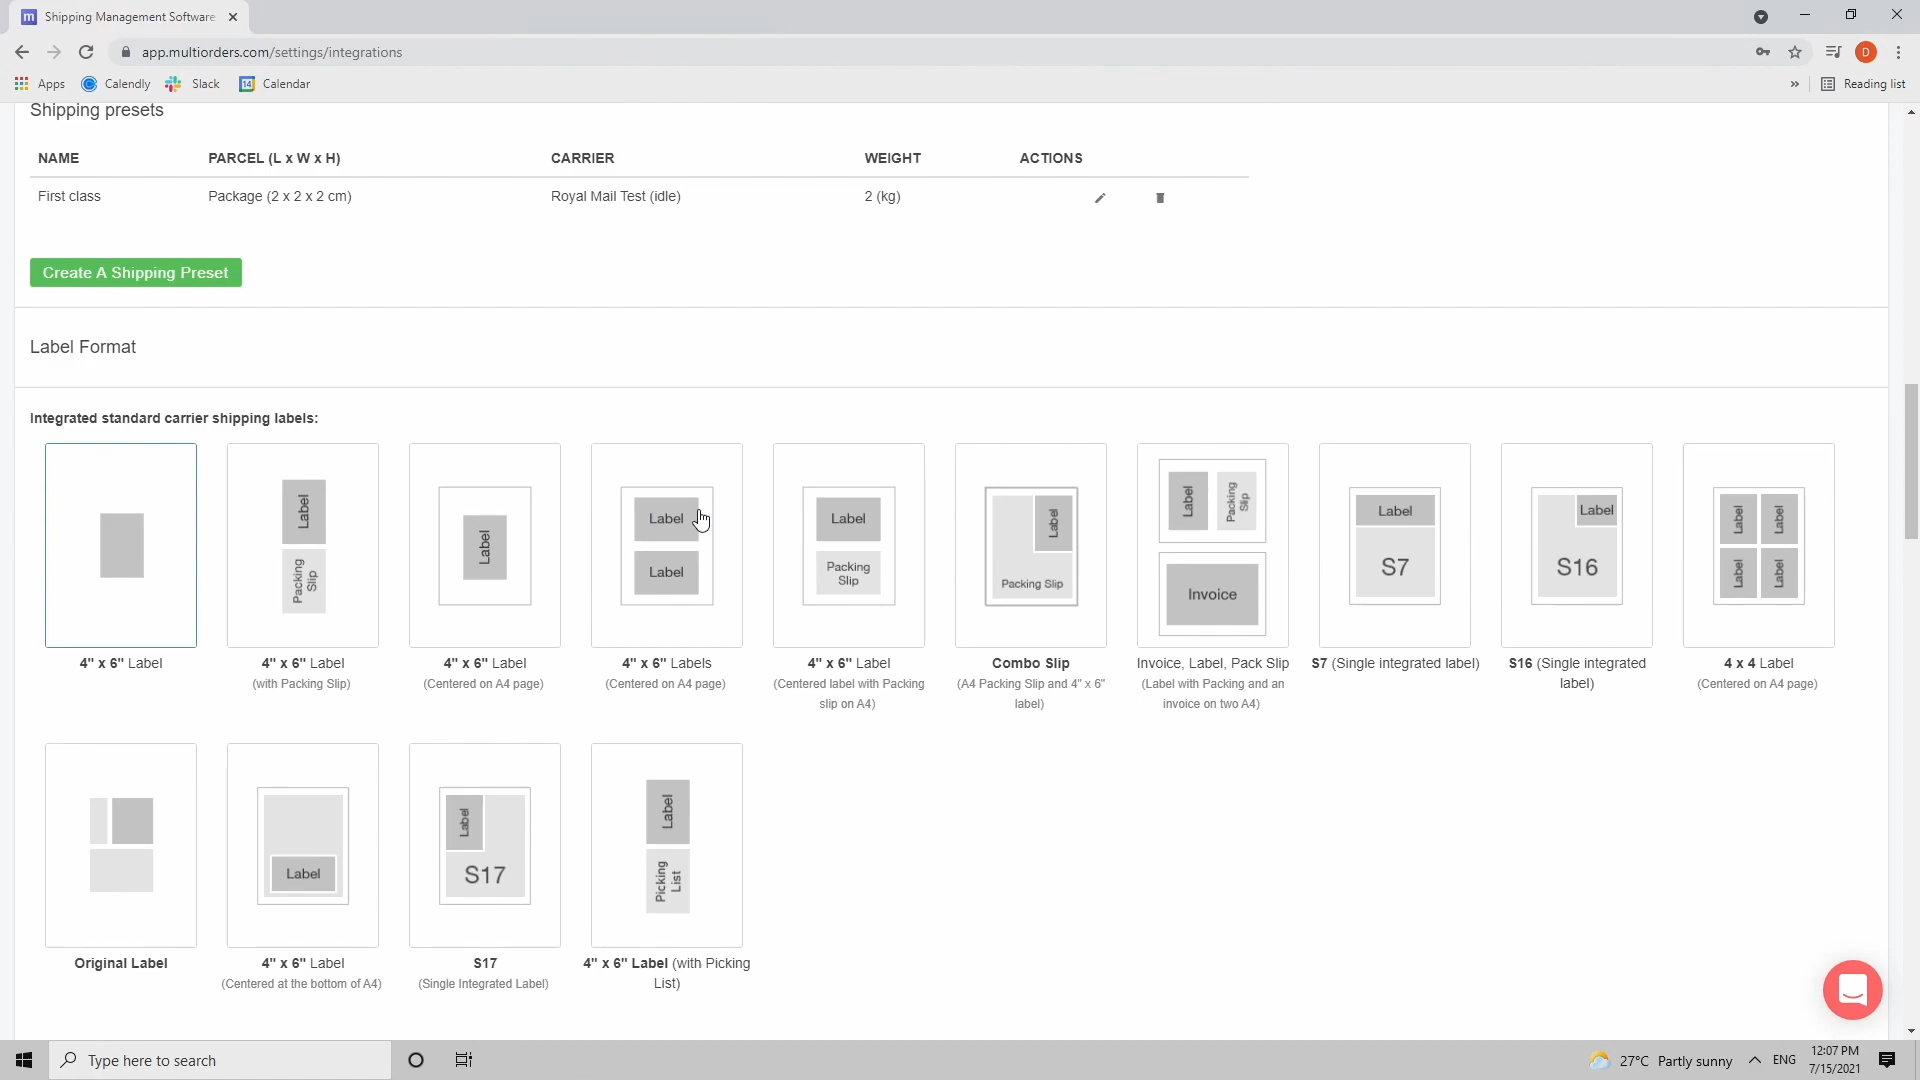 m Shipping Management Software
app.multiorders.com/settings/integrations
D
Apps Calendly Slack 14 Calendar
» Reading list
Shipping presets
NAME PARCEL (L x W x H) CARRIER WEIGHT ACTIONS
First class Package (2 x 2 x 2 cm) Royal Mail Test (idle) 2 (kg)
Create A Shipping Preset
Label Format
Integrated standard carrier shipping labels:
4" x 6" Label
Label
Packing
Slip
4" x 6" Label
(with Packing Slip)
Label
4" x 6" Label
(Centered on A4 page)
Label
Label
4" x 6" Labels
(Centered on A4 page)
Label
Packing
Slip
4" x 6" Label
(Centered label with Packing
slip on A4)
Label
Packing Slip
Combo Slip
(A4 Packing Slip and 4" x 6"
label)
Label
Packing
Slip
Invoice
Invoice, Label, Pack Slip
(Label with Packing and an
invoice on two A4)
Label
S7
S7 (Single integrated label)
Label
S16
S16 (Single integrated
label)
Label Label
Label Label
4 x 4 Label
(Centered on A4 page)
Original Label
Label
4" x 6" Label
(Centered at the bottom of A4)
Label
S17
S17
(Single Integrated Label)
Label
Picking
List
4" x 6" Label (with Picking
List)
Type here to search
27°C Partly sunny ENG
12:07 PM
7/15/2021